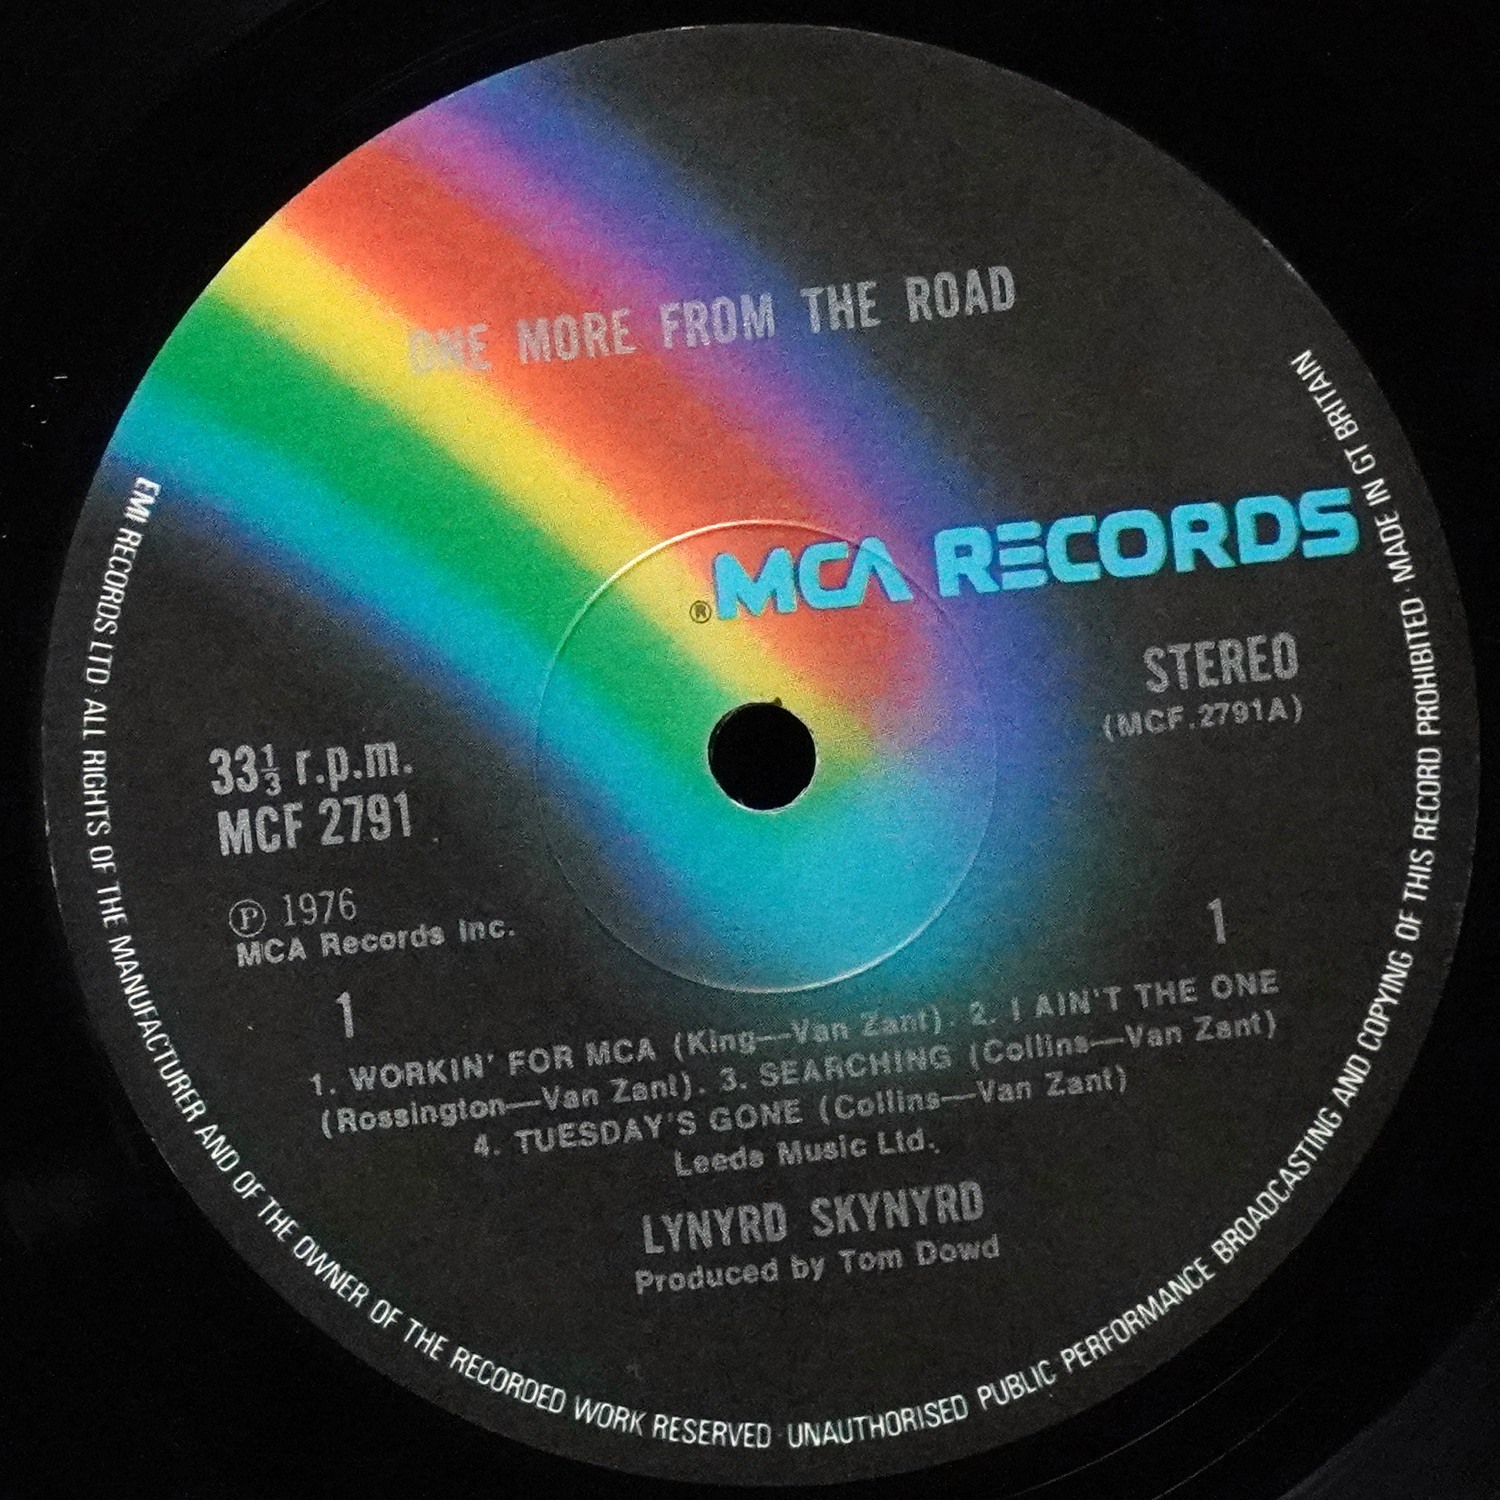 ONE MORE FROM THE ROAD
®MCA RECORDS
STEREO
(MCF.2791A)
33⅓ r.p.m.
MCF 2791
℗ 1976
MCA Records Inc.
1
1
1. WORKIN' FOR MCA (King—Van Zant). 2. I AIN'T THE ONE
(Rossington—Van Zant). 3. SEARCHING (Collins—Van Zant)
4. TUESDAY'S GONE (Collins—Van Zant)
Leeds Music Ltd.
LYNYRD SKYNYRD
Produced by Tom Dowd
EMI RECORDS LTD · ALL RIGHTS OF THE MANUFACTURER AND OF THE OWNER OF THE RECORDED WORK RESERVED · UNAUTHORISED PUBLIC PERFORMANCE BROADCASTING AND COPYING OF THIS RECORD PROHIBITED · MADE IN GT BRITAIN